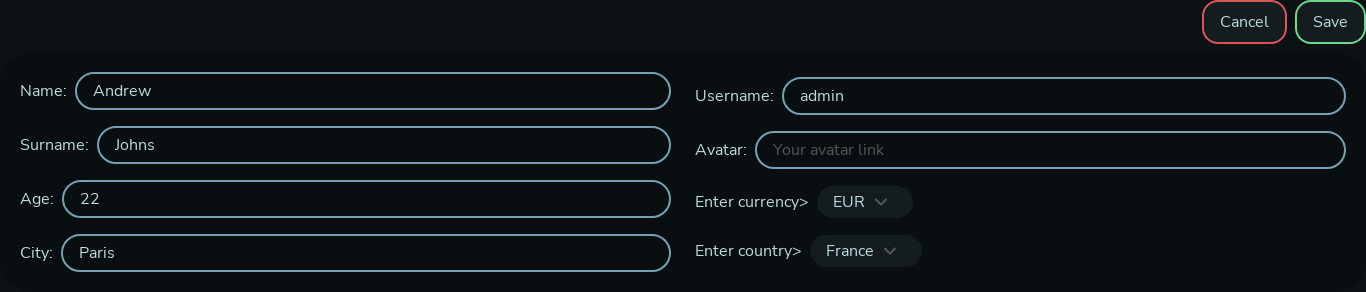 Cancel Save
Name: Andrew
Surname: Johns
Age: 22
City: Paris
Username: admin
Avatar: Your avatar link
Enter currency> EUR
Enter country> France